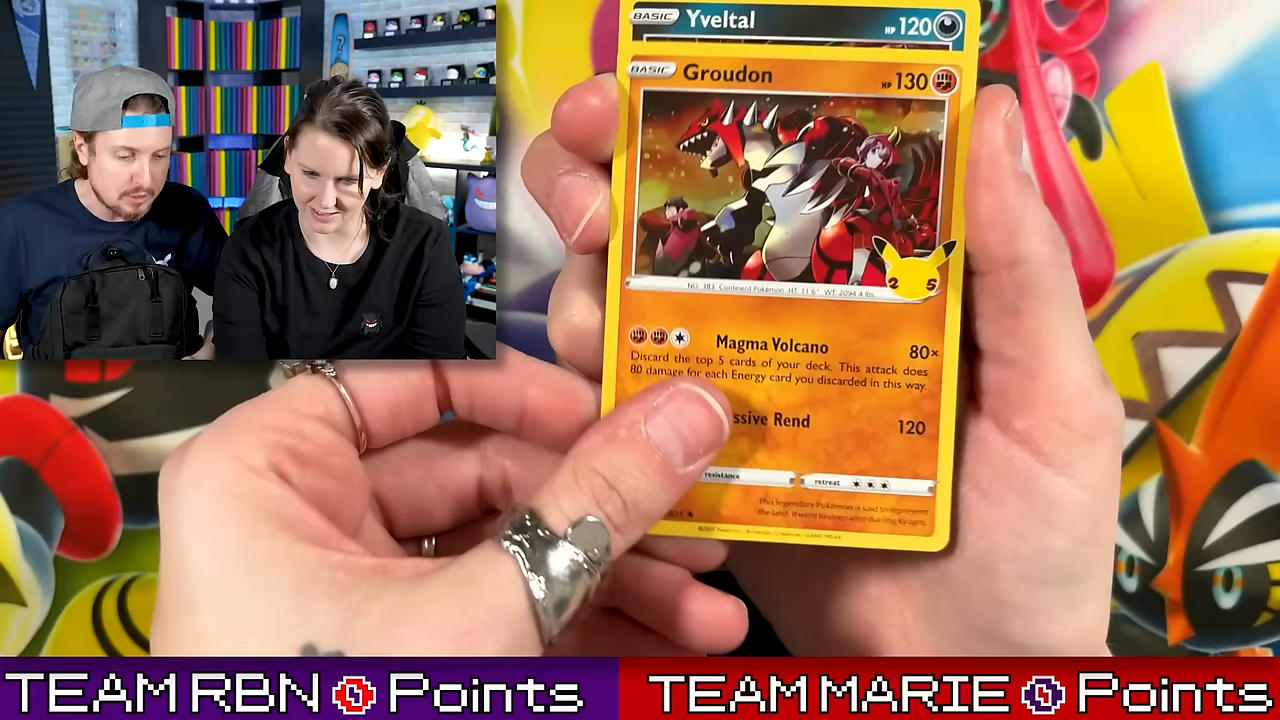 BASIC Yveltal HP 120
BASIC Groudon HP 130
25
NO. 383 Continent Pokémon HT: 11'6" WT: 2094.4 lbs.
Magma Volcano 80×
Discard the top 5 cards of your deck. This attack does
80 damage for each Energy card you discarded in this way.
ssive Rend 120
resistance retreat
This legendary Pokémon is said to represent
the land. It went to sleep after dueling Kyogre.
?
TEAM RBN Points
TEAM MARIE Points